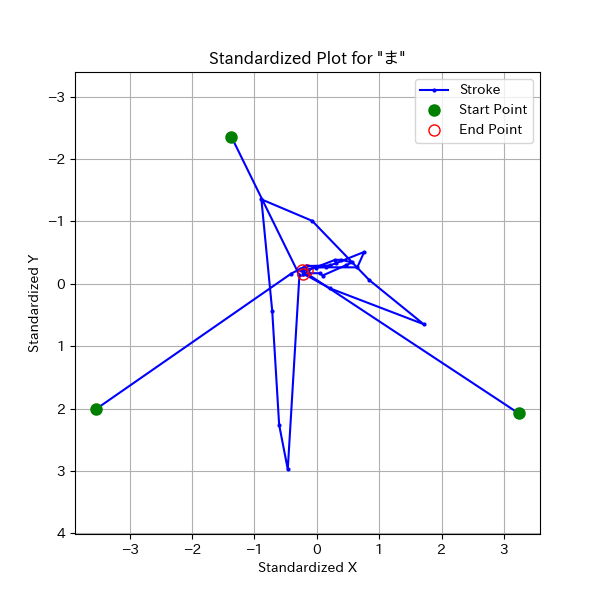 Standardized Plot for "ま"
Stroke
Start Point
End Point
−3
−2
−1
0
1
2
3
4
Standardized Y
−3 −2 −1 0 1 2 3
Standardized X